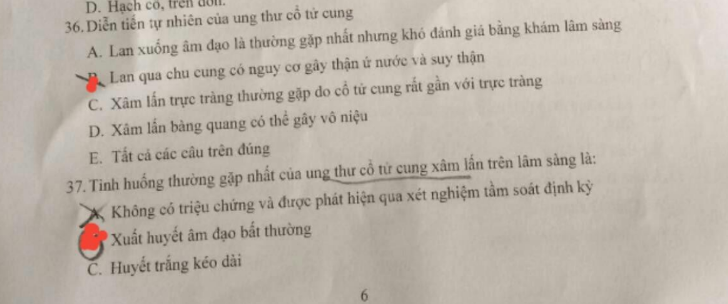 D. Hạch cổ, trên đòn.
36. Diễn tiến tự nhiên của ung thư cổ tử cung
A. Lan xuống âm đạo là thường gặp nhất nhưng khó đánh giá bằng khám lâm sàng
Lan qua chu cung có nguy cơ gây thận ứ nước và suy thận
C. Xâm lấn trực tràng thường gặp do cổ tử cung rất gần với trực tràng
D. Xâm lấn bàng quang có thể gây vô niệu
E. Tất cả các câu trên đúng
37. Tình huống thường gặp nhất của ung thư cổ tử cung xâm lấn trên lâm sàng là:
A. Không có triệu chứng và được phát hiện qua xét nghiệm tầm soát định kỳ
Xuất huyết âm đạo bất thường
C. Huyết trắng kéo dài
6